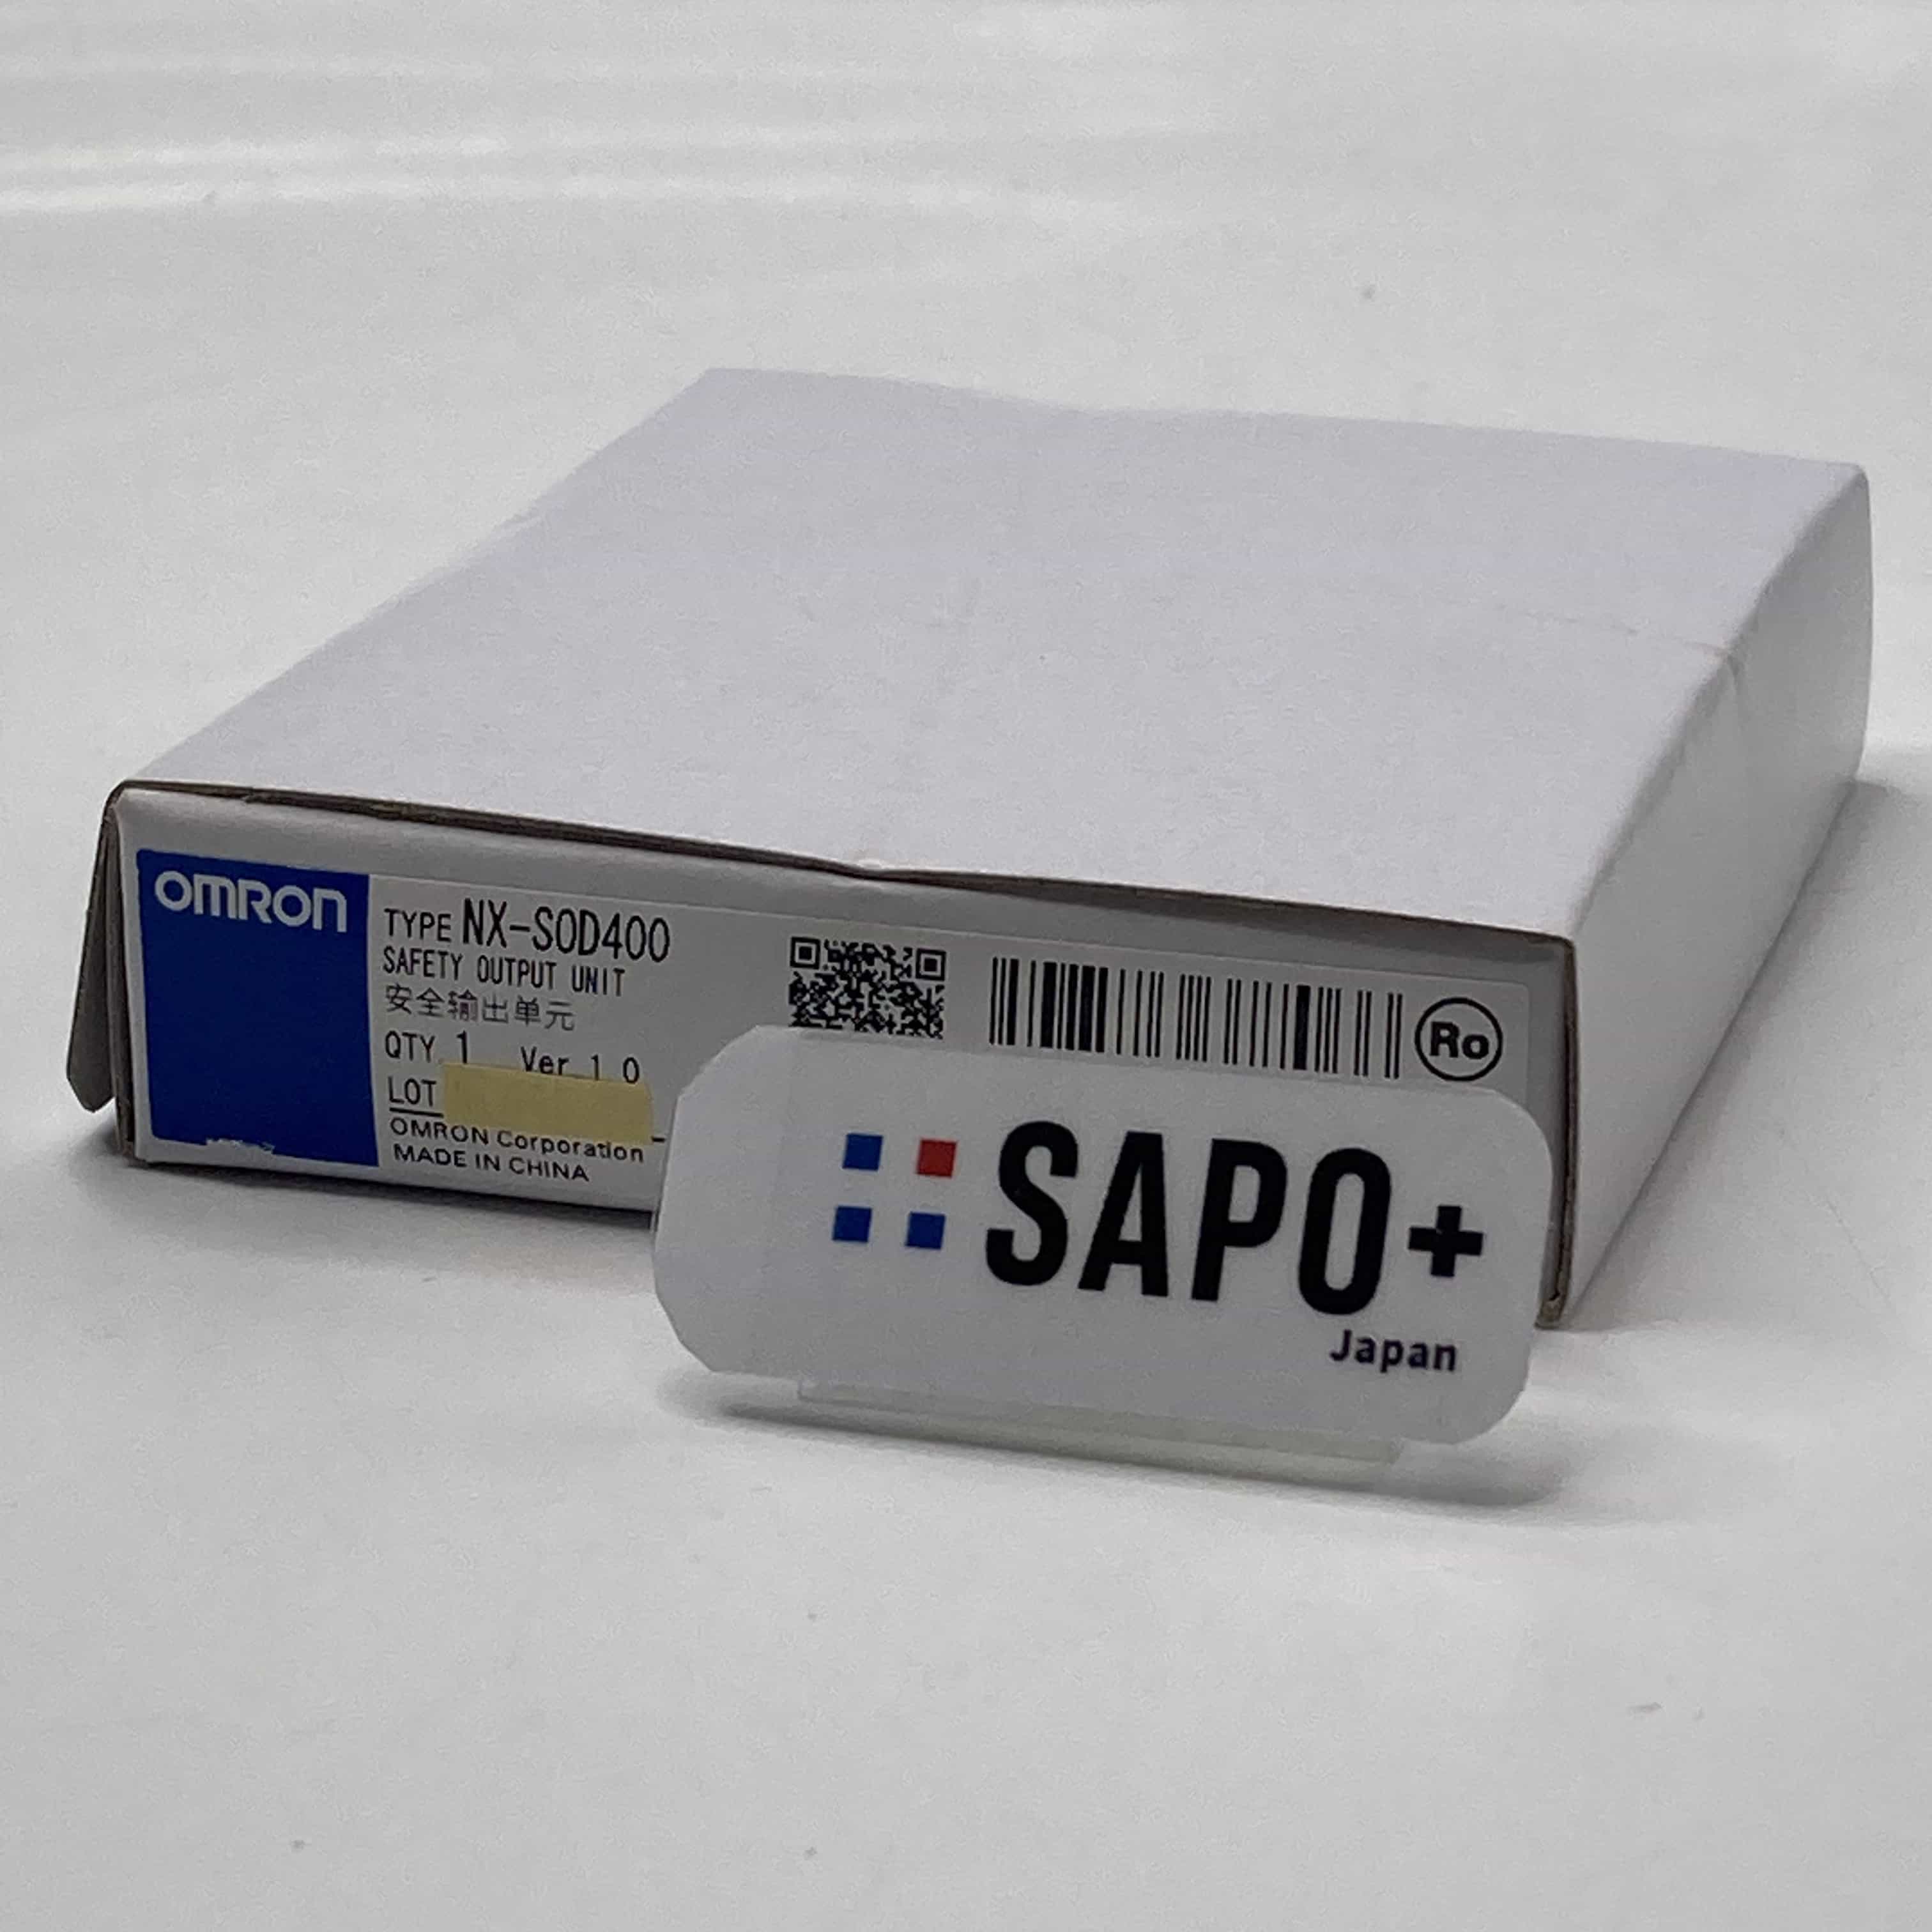 OMRON
TYPE NX-SOD400
SAFETY OUTPUT UNIT
安全输出单元
QTY 1 Ver.1.0
LOT
OMRON Corporation
MADE IN CHINA
Ro
SAPO+
Japan